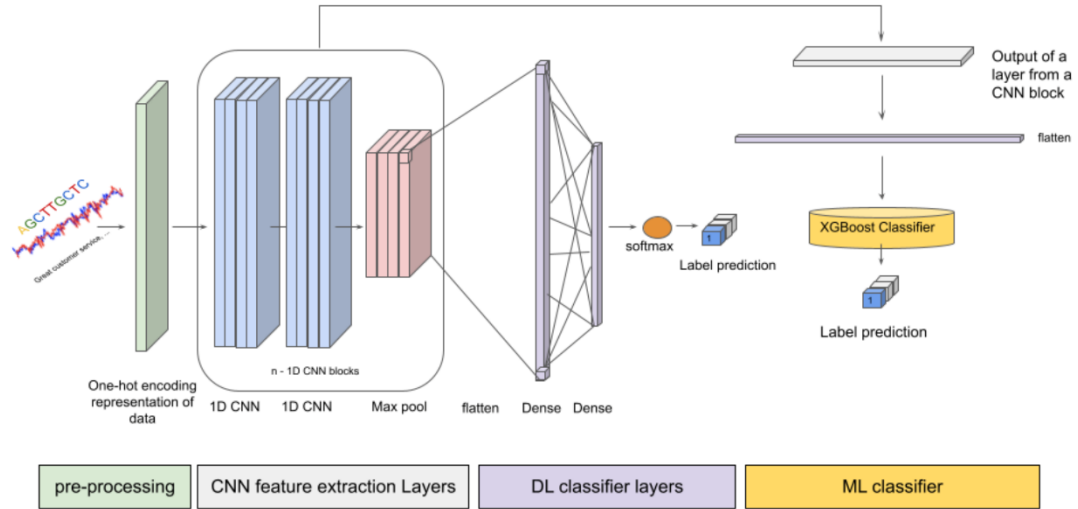 Output of a
layer from a
CNN block
flatten
AGCTTGCTC
Great customer service, ...
XGBoost Classifier
softmax
1
Label prediction
1
Label prediction
n - 1D CNN blocks
One-hot encoding
representation of
data
1D CNN
1D CNN
Max pool
flatten
Dense
Dense
pre-processing
CNN feature extraction Layers
DL classifier layers
ML classifier